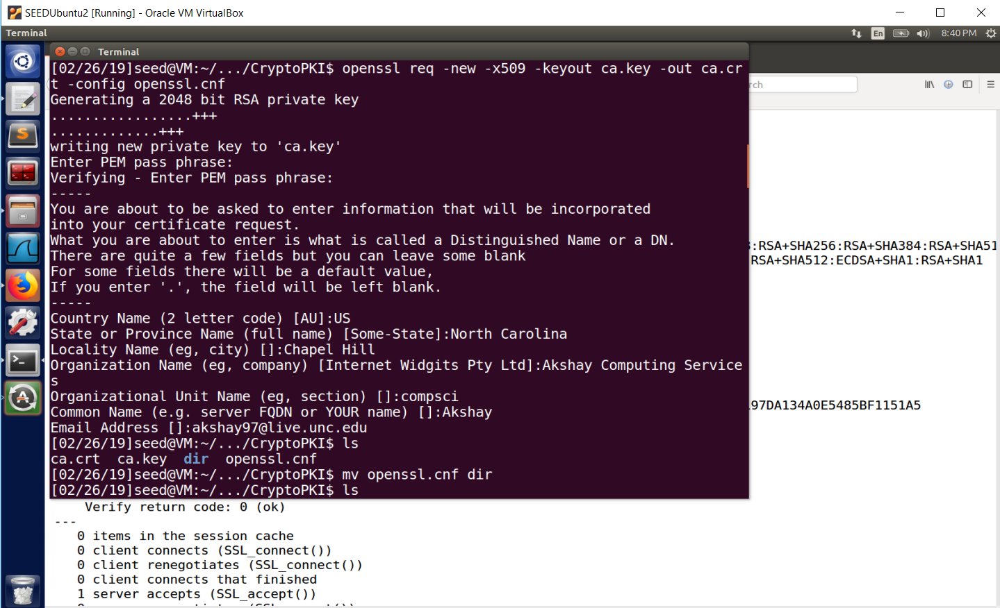 SEEDUbuntu2 [Running] - Oracle VM VirtualBox
Terminal
En
8:40 PM
Terminal
[02/26/19]seed@VM:~/.../CryptoPKI$ openssl req -new -x509 -keyout ca.key -out ca.cr
t -config openssl.cnf
Generating a 2048 bit RSA private key
.................+++
.............+++
writing new private key to 'ca.key'
Enter PEM pass phrase:
Verifying - Enter PEM pass phrase:
-----
You are about to be asked to enter information that will be incorporated
into your certificate request.
What you are about to enter is what is called a Distinguished Name or a DN.
There are quite a few fields but you can leave some blank
For some fields there will be a default value,
If you enter '.', the field will be left blank.
-----
Country Name (2 letter code) [AU]:US
State or Province Name (full name) [Some-State]:North Carolina
Locality Name (eg, city) []:Chapel Hill
Organization Name (eg, company) [Internet Widgits Pty Ltd]:Akshay Computing Service
s
Organizational Unit Name (eg, section) []:compsci
Common Name (e.g. server FQDN or YOUR name) []:Akshay
Email Address []:akshay97@live.unc.edu
[02/26/19]seed@VM:~/.../CryptoPKI$ ls
ca.crt  ca.key  dir  openssl.cnf
[02/26/19]seed@VM:~/.../CryptoPKI$ mv openssl.cnf dir
[02/26/19]seed@VM:~/.../CryptoPKI$ ls
rch
:RSA+SHA256:RSA+SHA384:RSA+SHA51
RSA+SHA512:ECDSA+SHA1:RSA+SHA1
97DA134A0E5485BF1151A5
Verify return code: 0 (ok)
---
0 items in the session cache
0 client connects (SSL_connect())
0 client renegotiates (SSL_connect())
0 client connects that finished
1 server accepts (SSL_accept())